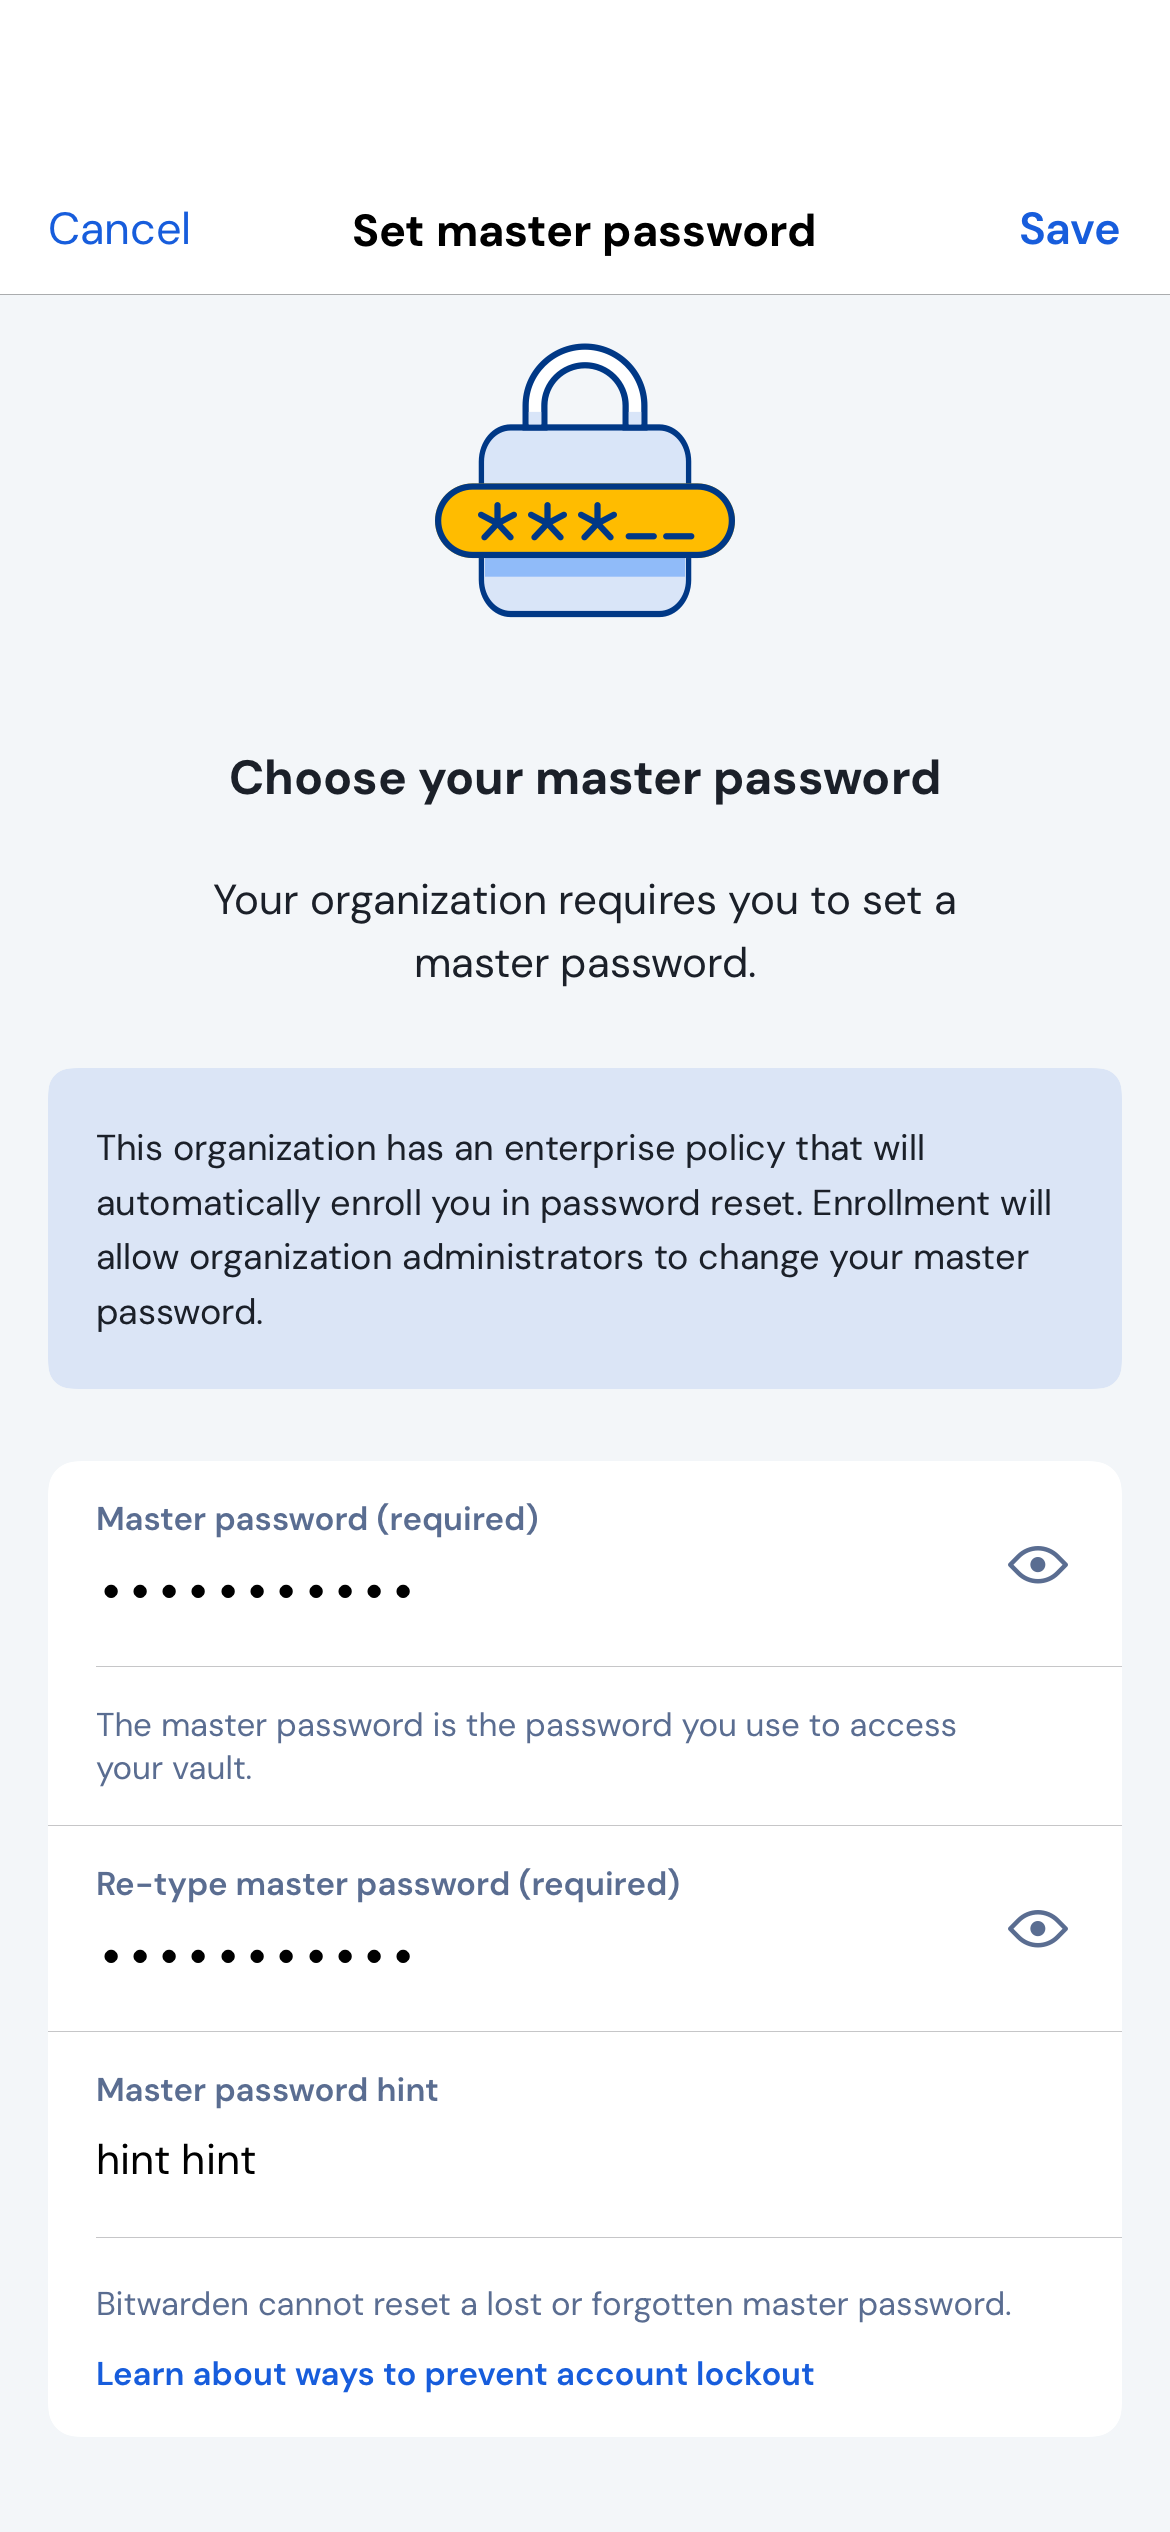 Cancel
Set master password
Save
***__
Choose your master password
Your organization requires you to set a
master password.
This organization has an enterprise policy that will
automatically enroll you in password reset. Enrollment will
allow organization administrators to change your master
password.
Master password (required)
•••••••••••
The master password is the password you use to access
your vault.
Re-type master password (required)
•••••••••••
Master password hint
hint hint
Bitwarden cannot reset a lost or forgotten master password.
Learn about ways to prevent account lockout